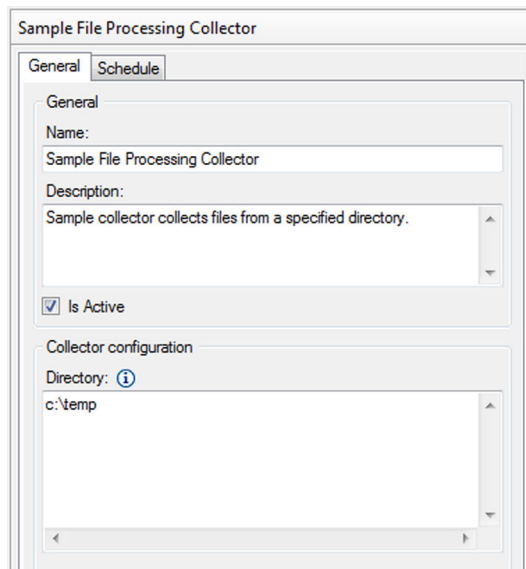 Sample File Processing Collector
General
Schedule
General
Name:
Sample File Processing Collector
Description:
Sample collector collects files from a specified directory.
Is Active
Collector configuration
Directory:
c:\temp